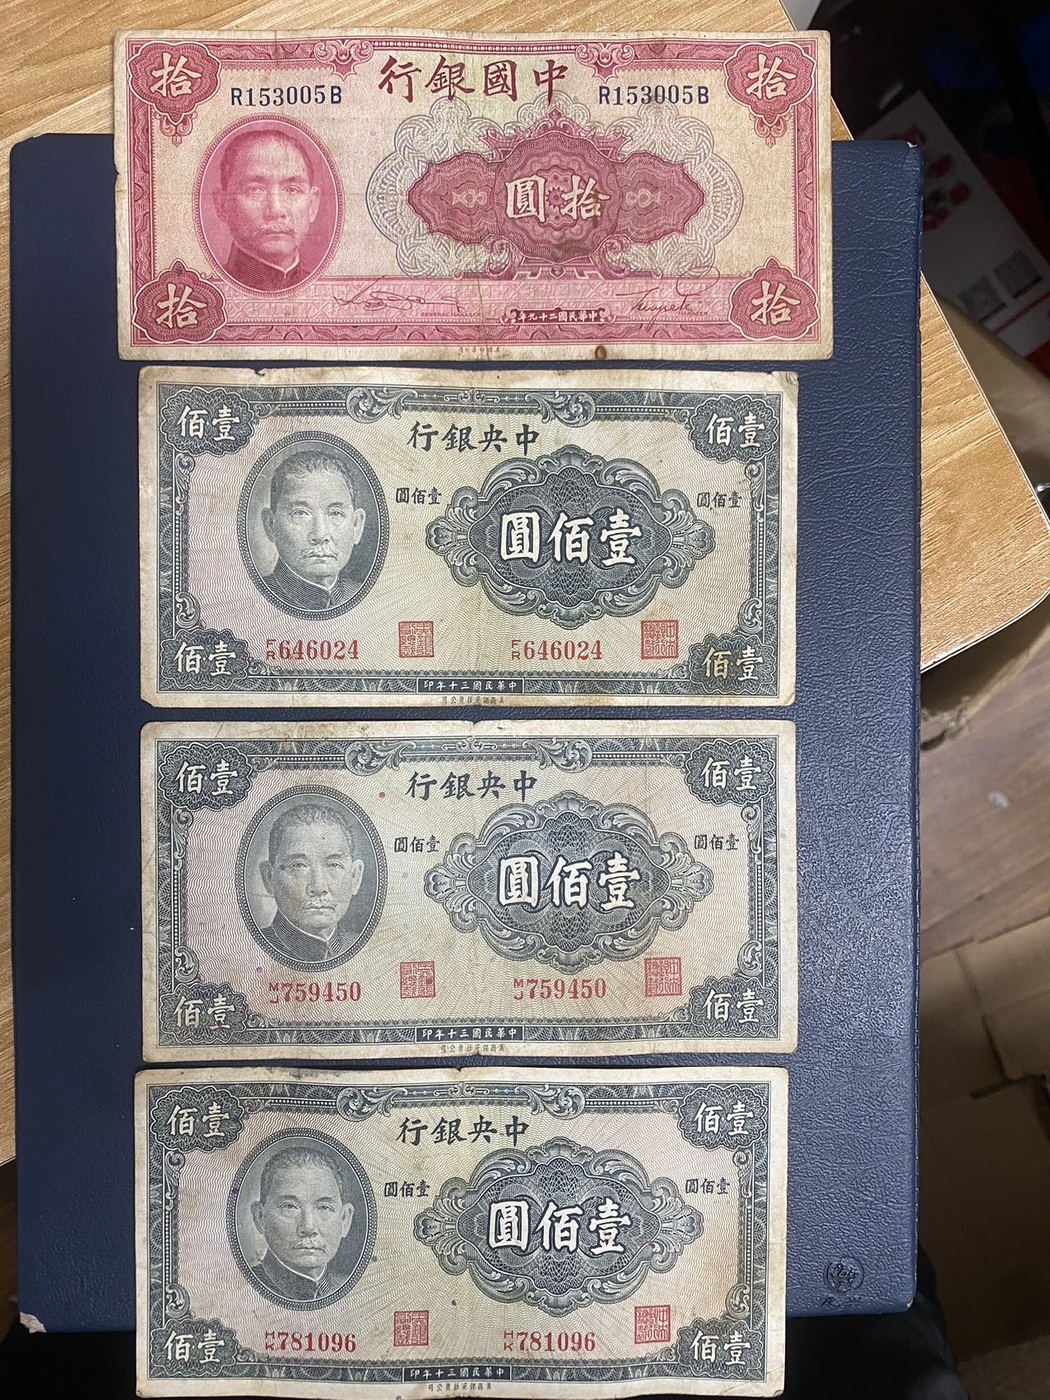 中國銀行
拾
拾
R153005B
R153005B
拾圓
拾
拾
中華民國二十九年
中央銀行
壹佰
壹佰
壹佰圓
壹佰圓
壹佰圓
F/R 646024
F/R 646024
壹佰
壹佰
中華民國三十年印
中央銀行
壹佰
壹佰
壹佰圓
壹佰圓
壹佰圓
M/J 759450
M/J 759450
壹佰
壹佰
中華民國三十年印
中央銀行
壹佰
壹佰
壹佰圓
壹佰圓
壹佰圓
781096
781096
壹佰
壹佰
中華民國三十年印